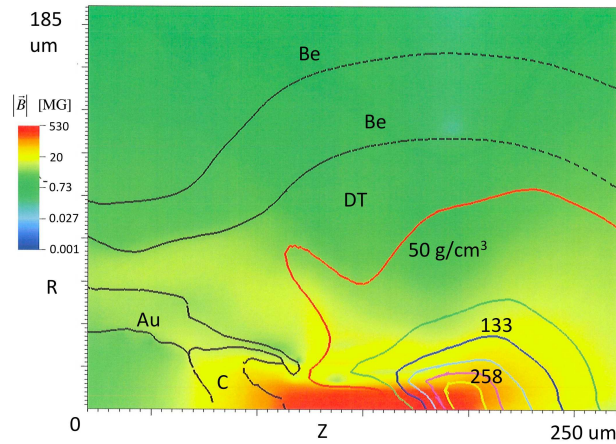 185
um
Be
|B⃗| [MG]
530
20
0.73
0.027
0.001
Be
DT
50 g/cm³
R
Au
133
C
258
0
Z
250 um